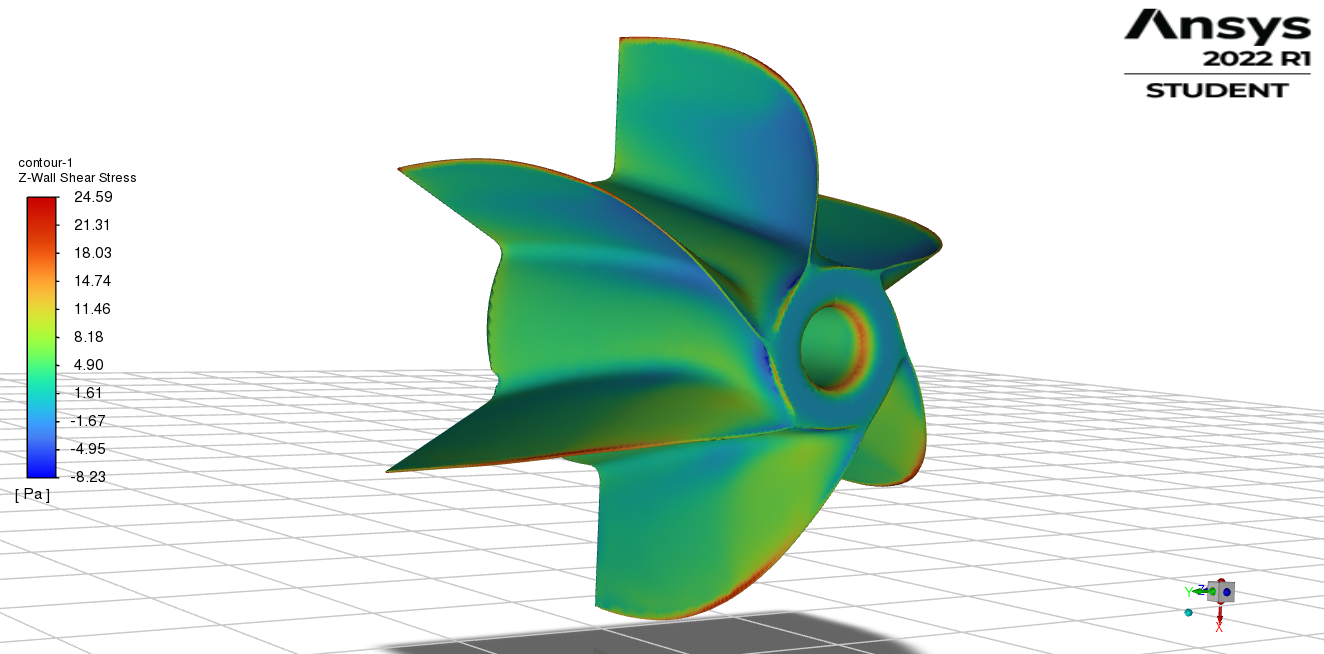 Ansys
2022 R1
STUDENT
contour-1
Z-Wall Shear Stress
24.59
21.31
18.03
14.74
11.46
8.18
4.90
1.61
-1.67
-4.95
-8.23
[ Pa ]
Y Z
X